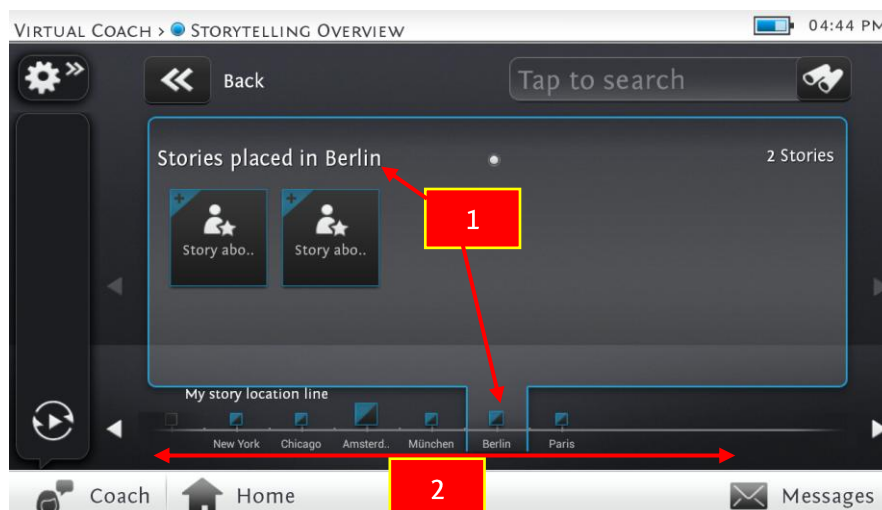 VIRTUAL COACH > STORYTELLING OVERVIEW
04:44 PM
Back
Tap to search
Stories placed in Berlin
2 Stories
1
Story abo..
Story abo..
My story location line
New York Chicago Amsterd.. München Berlin Paris
2
Coach Home Messages